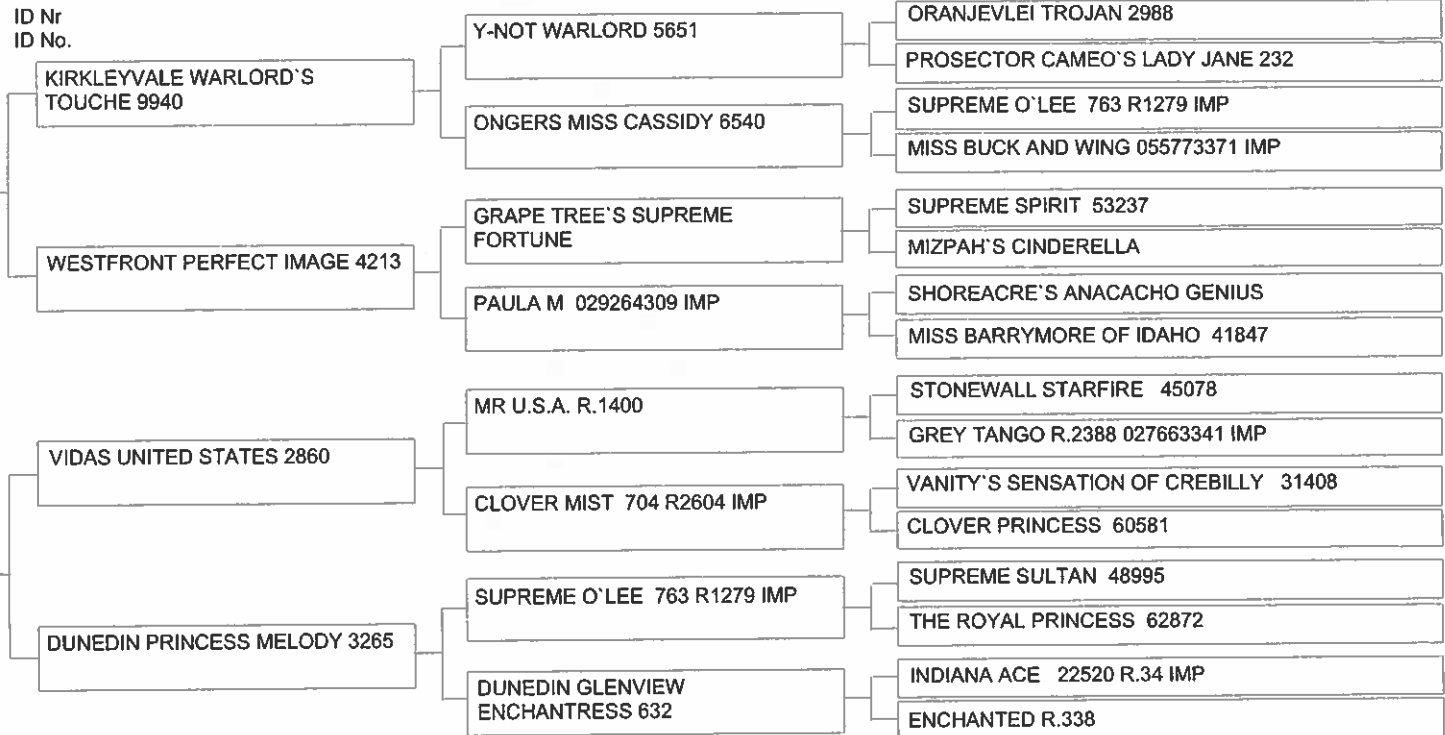 ID Nr
ID No.
KIRKLEYVALE WARLORD`S
TOUCHE 9940
WESTFRONT PERFECT IMAGE 4213
VIDAS UNITED STATES 2860
DUNEDIN PRINCESS MELODY 3265
Y-NOT WARLORD 5651
ONGERS MISS CASSIDY 6540
GRAPE TREE`S SUPREME
FORTUNE
PAULA M 029264309 IMP
MR U.S.A. R.1400
CLOVER MIST 704 R2604 IMP
SUPREME O`LEE 763 R1279 IMP
DUNEDIN GLENVIEW
ENCHANTRESS 632
ORANJEVLEI TROJAN 2988
PROSECTOR CAMEO`S LADY JANE 232
SUPREME O`LEE 763 R1279 IMP
MISS BUCK AND WING 055773371 IMP
SUPREME SPIRIT 53237
MIZPAH`S CINDERELLA
SHOREACRE`S ANACACHO GENIUS
MISS BARRYMORE OF IDAHO 41847
STONEWALL STARFIRE 45078
GREY TANGO R.2388 027663341 IMP
VANITY`S SENSATION OF CREBILLY 31408
CLOVER PRINCESS 60581
SUPREME SULTAN 48995
THE ROYAL PRINCESS 62872
INDIANA ACE 22520 R.34 IMP
ENCHANTED R.338